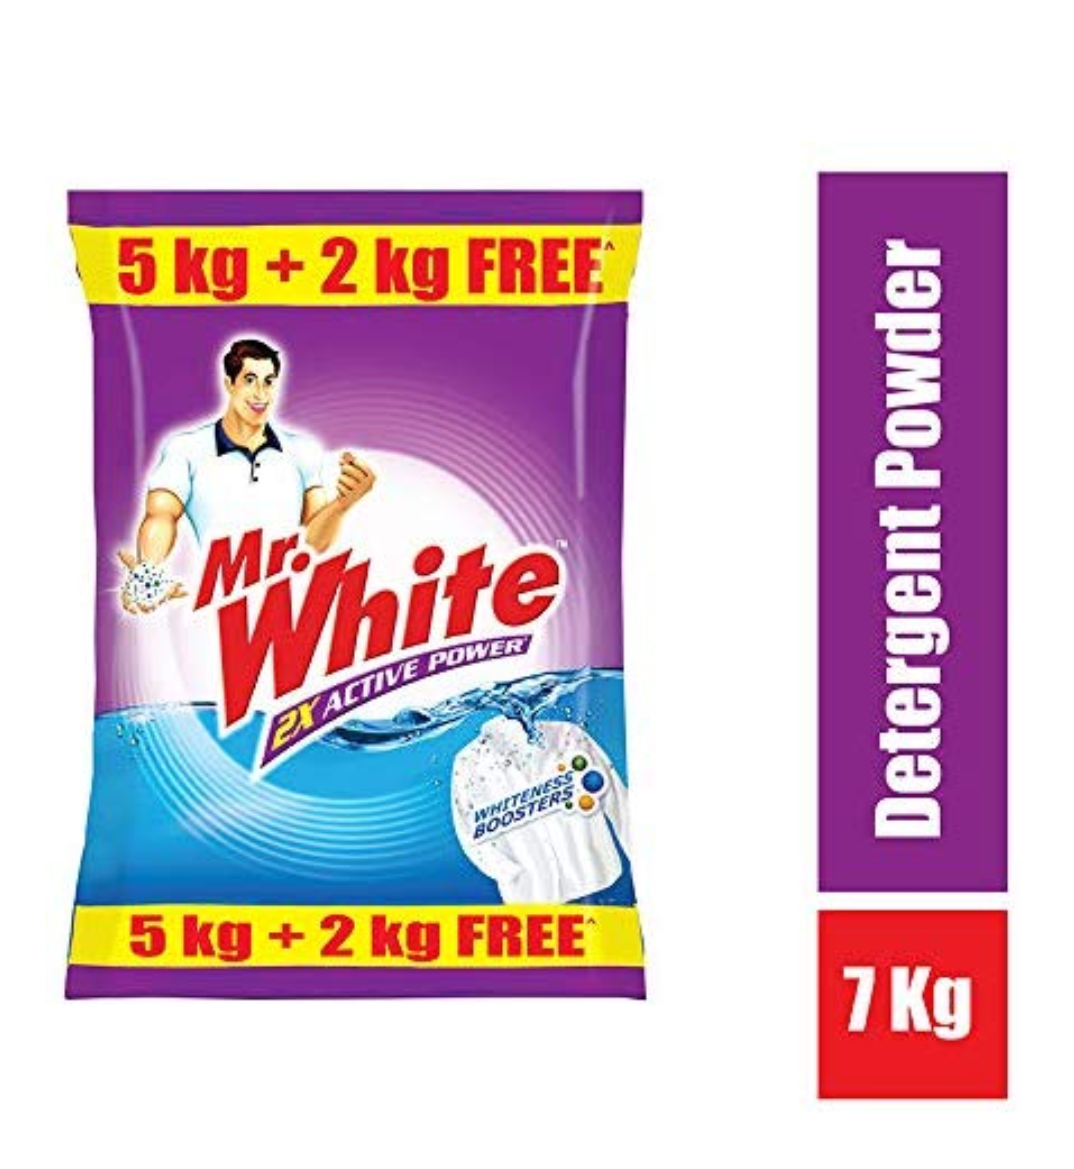 5 kg + 2 kg FREE^
Mr.
White™
2X ACTIVE POWER*
WHITENESS
BOOSTERS
5 kg + 2 kg FREE^
Detergent Powder
7 Kg